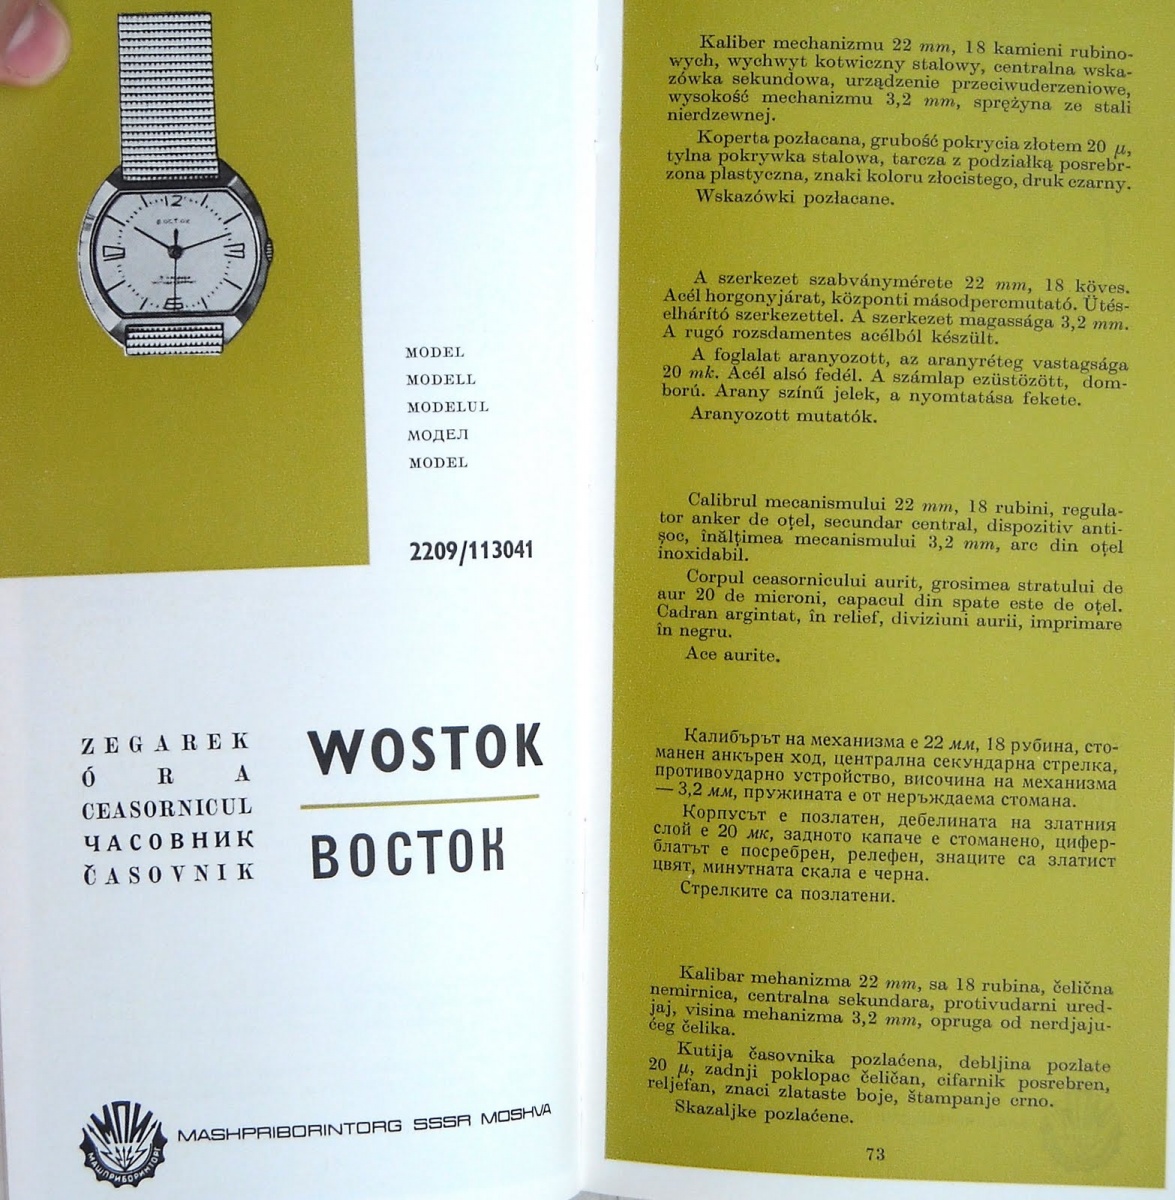 12
ВОСТОК
MODEL
MODELL
MODELUL
МОДЕЛ
MODEL
2209/113041
ZEGAREK
ÓRA
CEASORNICUL
ЧАСОВНИК
ČASOVNIK
WOSTOK
ВОСТОК
МПИ
МАШПРИБОРИНТОРГ
MASHPRIBORINTORG SSSR MOSHVA
Kaliber mechanizmu 22 mm, 18 kamieni rubino-
wych, wychwyt kotwiczny stalowy, centralna wska-
zówka sekundowa, urządzenie przeciwuderzeniowe,
wysokość mechanizmu 3,2 mm, sprężyna ze stali
nierdzewnej.
Koperta pozłacana, grubość pokrycia złotem 20 μ,
tylna pokrywka stalowa, tarcza z podziałką posrebr-
zona plastyczna, znaki koloru złocistego, druk czarny.
Wskazówki pozłacane.
A szerkezet szabványmérete 22 mm, 18 köves.
Acél horgonyjárat, központi másodpercmutató. Ütés-
elhárító szerkezettel. A szerkezet magassága 3,2 mm.
A rugó rozsdamentes acélból készült.
A foglalat aranyozott, az aranyréteg vastagsága
20 mk. Acél alsó fedél. A számlap ezüstözött, dom-
ború. Arany színű jelek, a nyomtatása fekete.
Aranyozott mutatók.
Calibrul mecanismului 22 mm, 18 rubini, regula-
tor anker de oțel, secundar central, dispozitiv anti-
șoc, înălțimea mecanismului 3,2 mm, arc din oțel
inoxidabil.
Corpul ceasornicului aurit, grosimea stratului de
aur 20 de microni, capacul din spate este de oțel.
Cadran argintat, în relief, diviziuni aurii, imprimare
în negru.
Ace aurite.
Калибърът на механизма е 22 мм, 18 рубина, сто-
манен анкърен ход, централна секундарна стрелка,
противоударно устройство, височина на механизма
— 3,2 мм, пружината е от неръждаема стомана.
Корпусът е позлатен, дебелината на златния
слой е 20 мк, задното капаче е стоманено, цифер-
блатът е посребрен, релефен, знаците са златист
цвят, минутната скала е черна.
Стрелките са позлатени.
Kalibar mehanizma 22 mm, sa 18 rubina, čelična
nemirnica, centralna sekundara, protivudarni ured-
jaj, visina mehanizma 3,2 mm, opruga od nerdjaju-
ćeg čelika.
Kutija časovnika pozlaćena, debljina pozlate
20 μ, zadnji poklopac čeličan, cifarnik posrebren,
reljefan, znaci zlataste boje, štampanje crno.
Skazaljke pozlaćene.
73